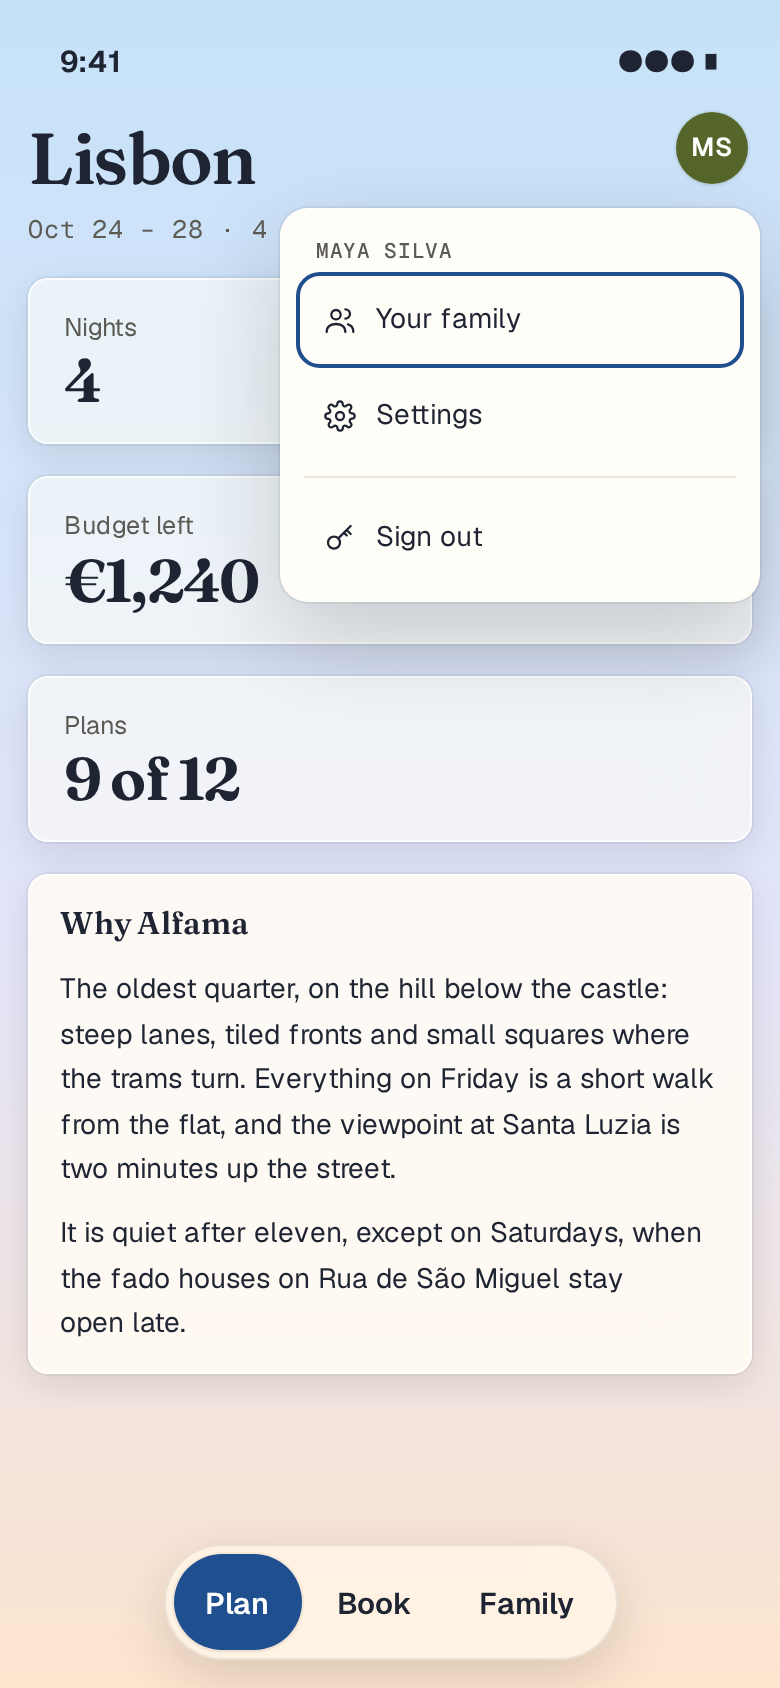 9:41
Lisbon
MS
Oct 24 – 28 · 4
MAYA SILVA
Your family
Settings
Sign out
Nights
4
Budget left
€1,240
Plans
9 of 12
Why Alfama
The oldest quarter, on the hill below the castle:
steep lanes, tiled fronts and small squares where
the trams turn. Everything on Friday is a short walk
from the flat, and the viewpoint at Santa Luzia is
two minutes up the street.
It is quiet after eleven, except on Saturdays, when
the fado houses on Rua de São Miguel stay
open late.
Plan
Book
Family